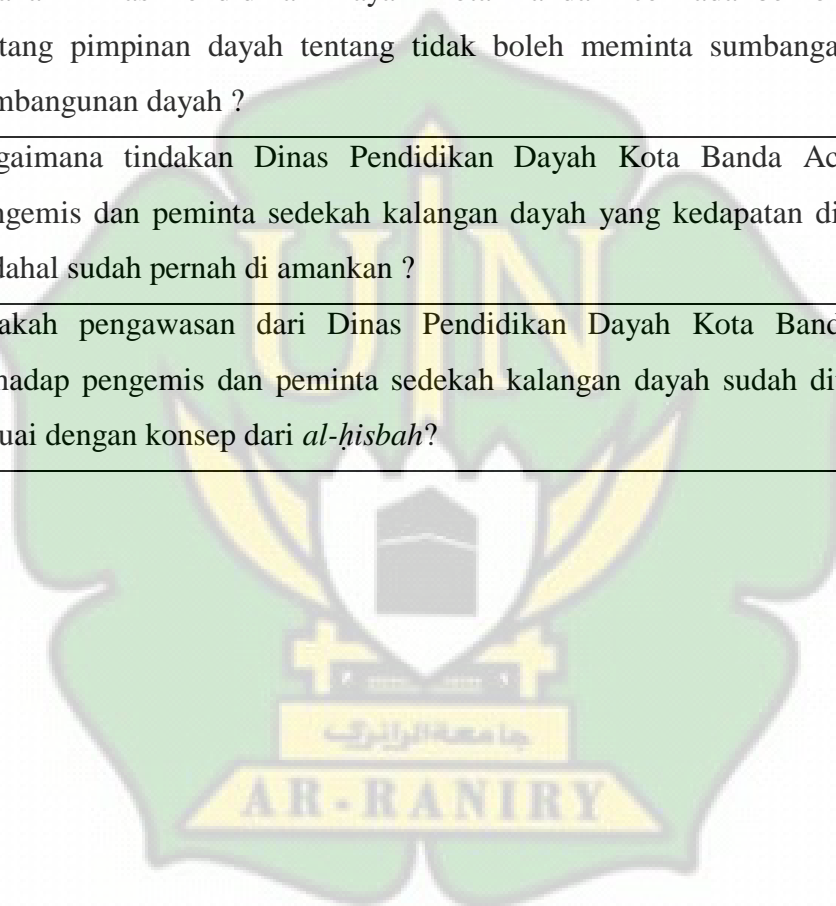 tang pimpinan dayah tentang tidak boleh meminta sumbanga
mbangunan dayah ?
gaimana tindakan Dinas Pendidikan Dayah Kota Banda Ac
ngemis dan peminta sedekah kalangan dayah yang kedapatan di
dahal sudah pernah di amankan ?
akah pengawasan dari Dinas Pendidikan Dayah Kota Band
hadap pengemis dan peminta sedekah kalangan dayah sudah di
uai dengan konsep dari al-ḥisbah?
UIN
جامعة الرانري
AR-RANIRY